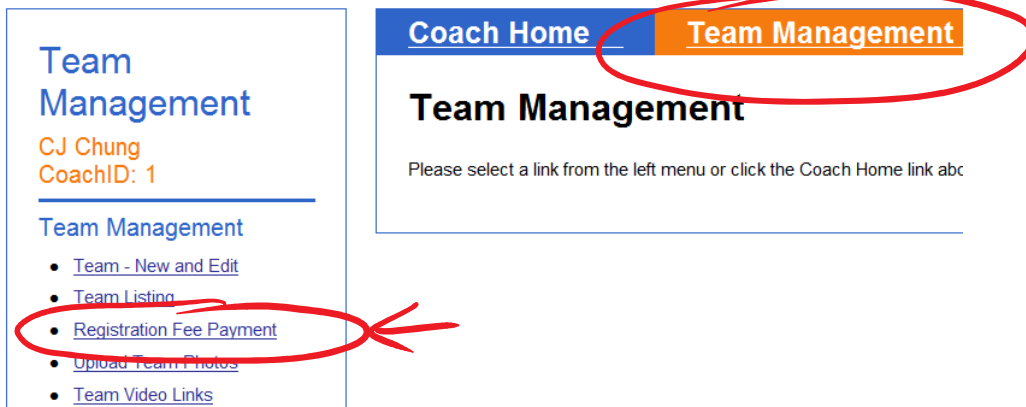 Team
Management
CJ Chung
CoachID: 1
Team Management
Team - New and Edit
Team Listing
Registration Fee Payment
Upload Team Photos
Team Video Links
Coach Home
Team Management
Team Management
Please select a link from the left menu or click the Coach Home link